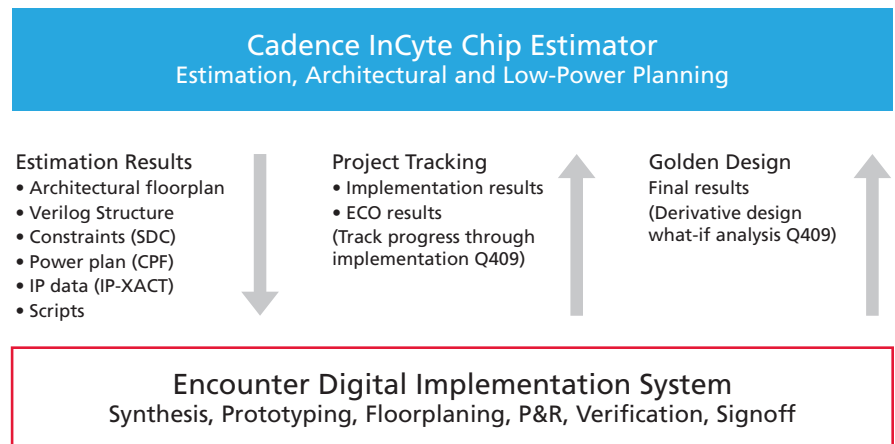 Cadence InCyte Chip Estimator
Estimation, Architectural and Low-Power Planning
Estimation Results
• Architectural floorplan
• Verilog Structure
• Constraints (SDC)
• Power plan (CPF)
• IP data (IP-XACT)
• Scripts
Project Tracking
• Implementation results
• ECO results
(Track progress through
implementation Q409)
Golden Design
Final results
(Derivative design
what-if analysis Q409)
Encounter Digital Implementation System
Synthesis, Prototyping, Floorplaning, P&R, Verification, Signoff